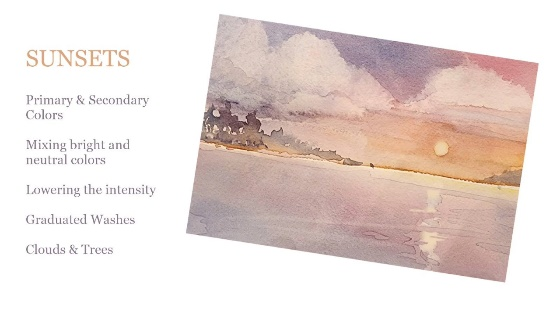 SUNSETS
Primary & Secondary
Colors
Mixing bright and
neutral colors
Lowering the intensity
Graduated Washes
Clouds & Trees